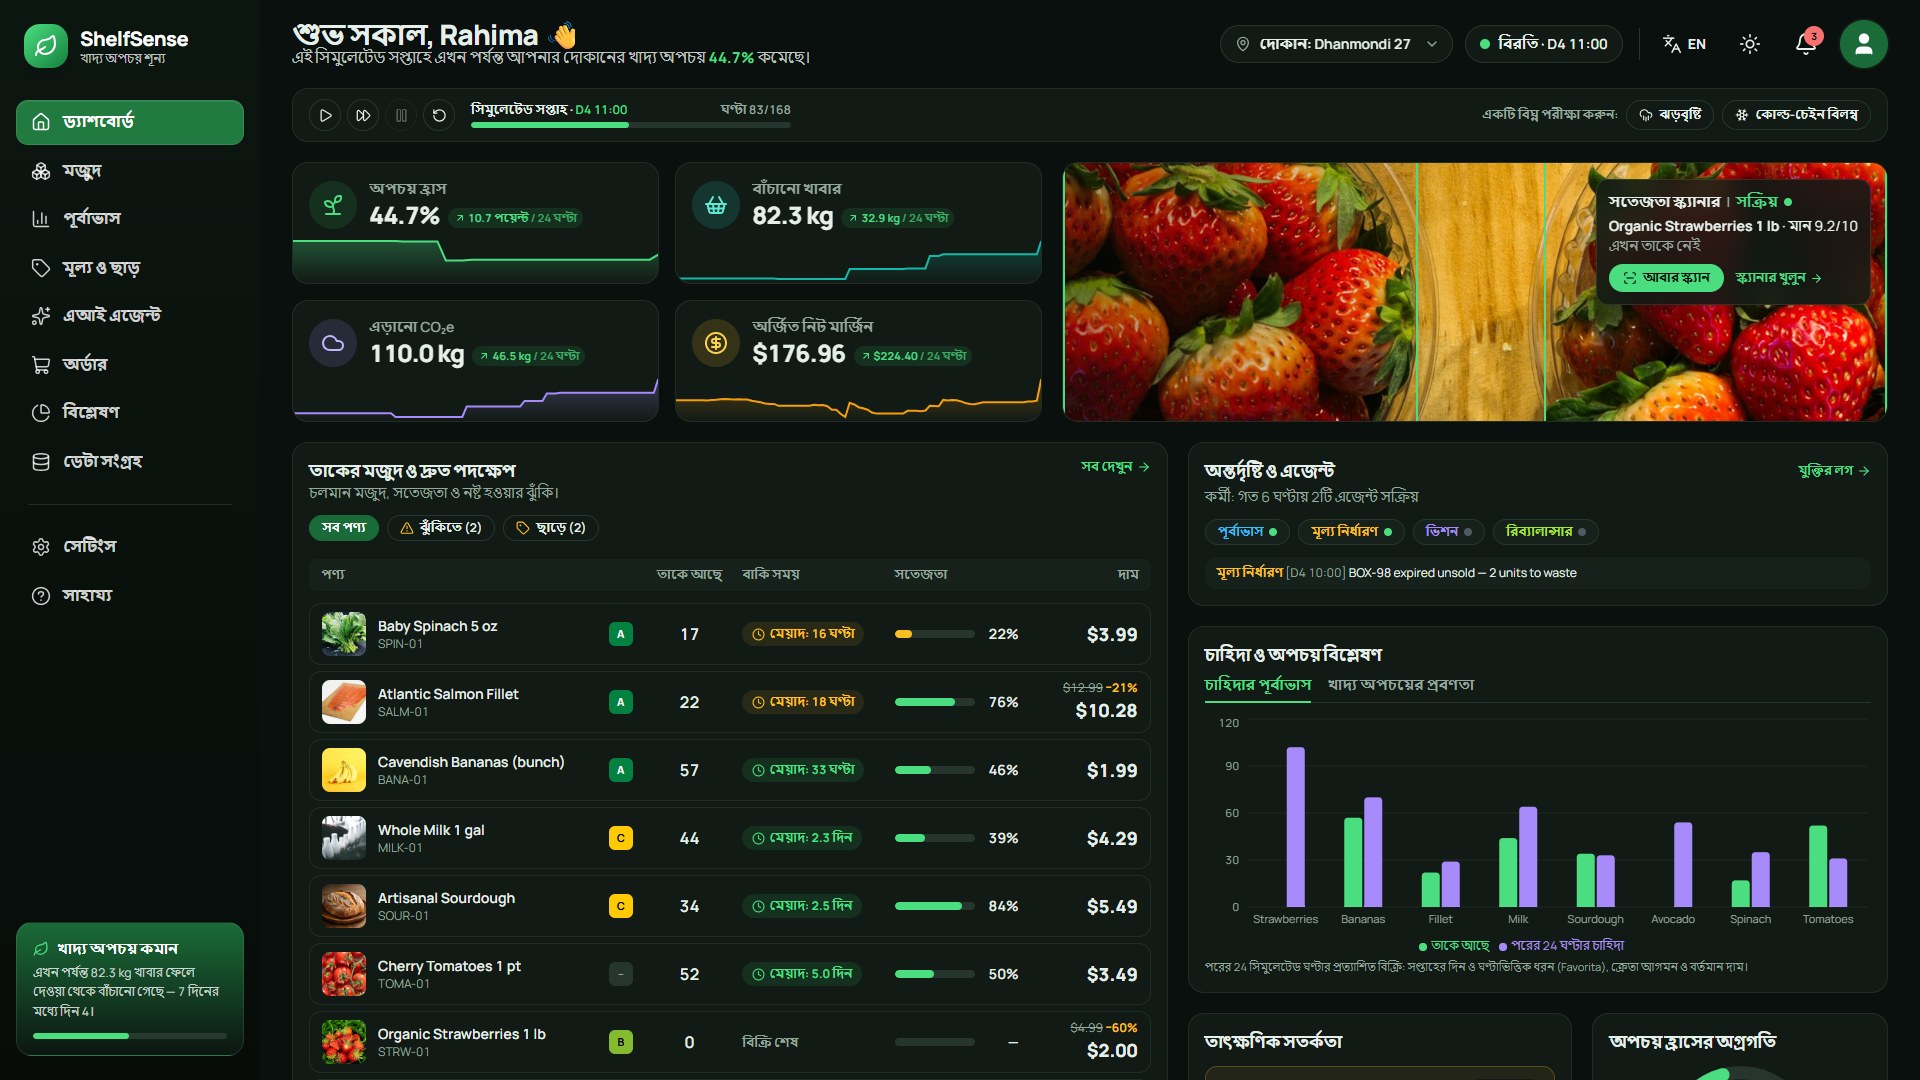 ShelfSense
খাদ্য অপচয় শূন্য
ড্যাশবোর্ড
মজুদ
পূর্বাভাস
মূল্য ও ছাড়
এআই এজেন্ট
অর্ডার
বিশ্লেষণ
ডেটা সংগ্রহ
সেটিংস
সাহায্য
খাদ্য অপচয় কমান
এখন পর্যন্ত 82.3 kg খাবার ফেলে
দেওয়া থেকে বাঁচানো গেছে — 7 দিনের
মধ্যে দিন 4।
শুভ সকাল, Rahima 👋
এই সিমুলেটেড সপ্তাহে এখন পর্যন্ত আপনার দোকানের খাদ্য অপচয় 44.7% কমেছে।
দোকান: Dhanmondi 27
বিরতি · D4 11:00
EN
3
সিমুলেটেড সপ্তাহ · D4 11:00
ঘণ্টা 83/168
একটি বিঘ্ন পরীক্ষা করুন:
ঝড়বৃষ্টি
কোল্ড-চেইন বিলম্ব
অপচয় হ্রাস
44.7% ↗ 10.7 পয়েন্ট / 24 ঘণ্টা
বাঁচানো খাবার
82.3 kg ↗ 32.9 kg / 24 ঘণ্টা
এড়ানো CO₂e
110.0 kg ↗ 46.5 kg / 24 ঘণ্টা
অর্জিত নিট মার্জিন
$176.96 ↗ $224.40 / 24 ঘণ্টা
সতেজতা স্ক্যানার | সক্রিয়
Organic Strawberries 1 lb · মান 9.2/10
এখন তাকে নেই
আবার স্ক্যান
স্ক্যানার খুলুন →
তাকের মজুদ ও দ্রুত পদক্ষেপ
সব দেখুন →
চলমান মজুদ, সতেজতা ও নষ্ট হওয়ার ঝুঁকি।
সব পণ্য
ঝুঁকিতে (2)
ছাড়ে (2)
পণ্য তাকে আছে বাকি সময় সতেজতা দাম
Baby Spinach 5 oz
SPIN-01
A 17 মেয়াদ: 16 ঘণ্টা 22% $3.99
Atlantic Salmon Fillet
SALM-01
A 22 মেয়াদ: 18 ঘণ্টা 76%
$12.99 −21%
$10.28
Cavendish Bananas (bunch)
BANA-01
A 57 মেয়াদ: 33 ঘণ্টা 46% $1.99
Whole Milk 1 gal
MILK-01
C 44 মেয়াদ: 2.3 দিন 39% $4.29
Artisanal Sourdough
SOUR-01
C 34 মেয়াদ: 2.5 দিন 84% $5.49
Cherry Tomatoes 1 pt
TOMA-01
– 52 মেয়াদ: 5.0 দিন 50% $3.49
Organic Strawberries 1 lb
STRW-01
B 0 বিক্রি শেষ —
$4.99 −60%
$2.00
অন্তর্দৃষ্টি ও এজেন্ট
যুক্তির লগ →
কর্মী: গত 6 ঘণ্টায় 2টি এজেন্ট সক্রিয়
পূর্বাভাস
মূল্য নির্ধারণ
ভিশন
রিব্যালান্সার
মূল্য নির্ধারণ [D4 10:00] BOX-98 expired unsold — 2 units to waste
চাহিদা ও অপচয় বিশ্লেষণ
চাহিদার পূর্বাভাস
খাদ্য অপচয়ের প্রবণতা
120
90
60
30
0
Strawberries Bananas Fillet Milk Sourdough Avocado Spinach Tomatoes
তাকে আছে
পরের 24 ঘণ্টার চাহিদা
পরের 24 সিমুলেটেড ঘণ্টার প্রত্যাশিত বিক্রি: সপ্তাহের দিন ও ঘণ্টাভিত্তিক ধরন (Favorita), ক্রেতা আগমন ও বর্তমান দাম।
তাৎক্ষণিক সতর্কতা
অপচয় হ্রাসের অগ্রগতি